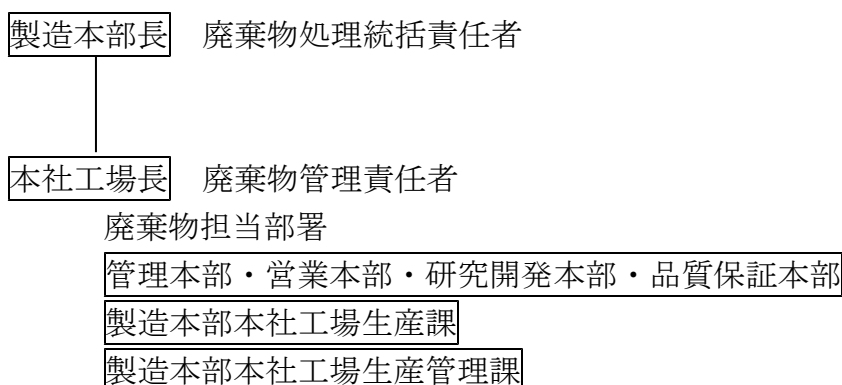 製造本部長 廃棄物処理統括責任者
本社工場長 廃棄物管理責任者
廃棄物担当部署
管理本部・営業本部・研究開発本部・品質保証本部
製造本部本社工場生産課
製造本部本社工場生産管理課